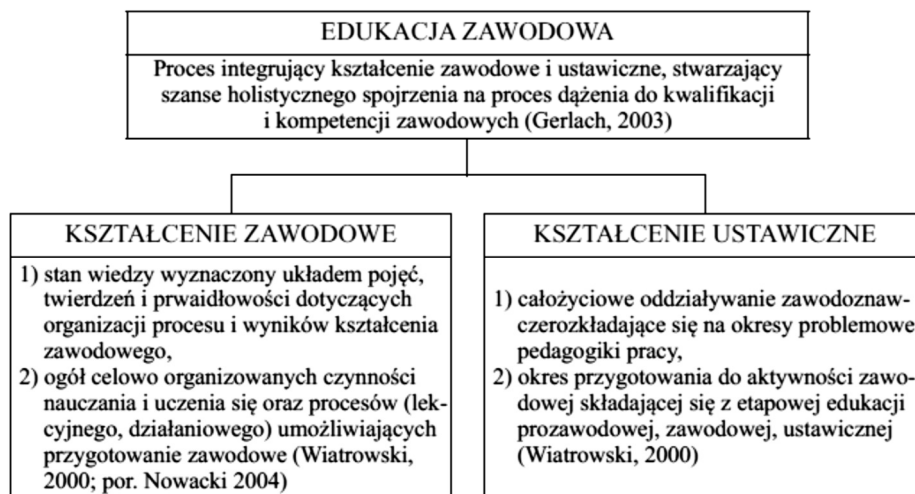 EDUKACJA ZAWODOWA
Proces integrujący kształcenie zawodowe i ustawiczne, stwarzający
szanse holistycznego spojrzenia na proces dążenia do kwalifikacji
i kompetencji zawodowych (Gerlach, 2003)
KSZTAŁCENIE ZAWODOWE
1) stan wiedzy wyznaczony układem pojęć,
twierdzeń i prwaidłowości dotyczących
organizacji procesu i wyników kształcenia
zawodowego,
2) ogół celowo organizowanych czynności
nauczania i uczenia się oraz procesów (lek-
cyjnego, działaniowego) umożliwiających
przygotowanie zawodowe (Wiatrowski,
2000; por. Nowacki 2004)
KSZTAŁCENIE USTAWICZNE
1) całożyciowe oddziaływanie zawodoznaw-
czerozkładające się na okresy problemowe
pedagogiki pracy,
2) okres przygotowania do aktywności zawo-
dowej składającej się z etapowej edukacji
prozawodowej, zawodowej, ustawicznej
(Wiatrowski, 2000)